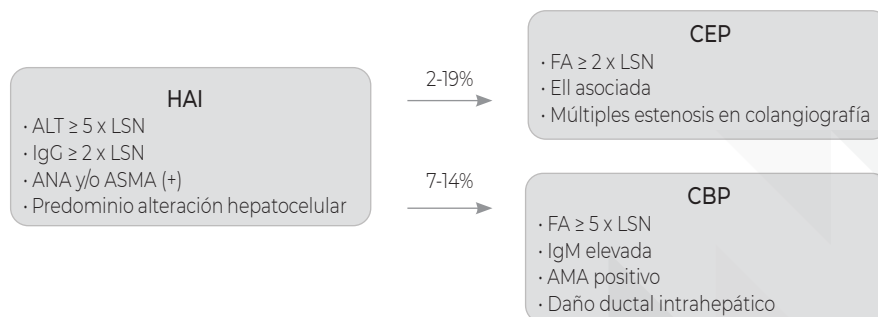 HAI
· ALT ≥ 5 x LSN
· IgG ≥ 2 x LSN
· ANA y/o ASMA (+)
· Predominio alteración hepatocelular
2-19%
7-14%
CEP
· FA ≥ 2 x LSN
· EII asociada
· Múltiples estenosis en colangiografía
CBP
· FA ≥ 5 x LSN
· IgM elevada
· AMA positivo
· Daño ductal intrahepático